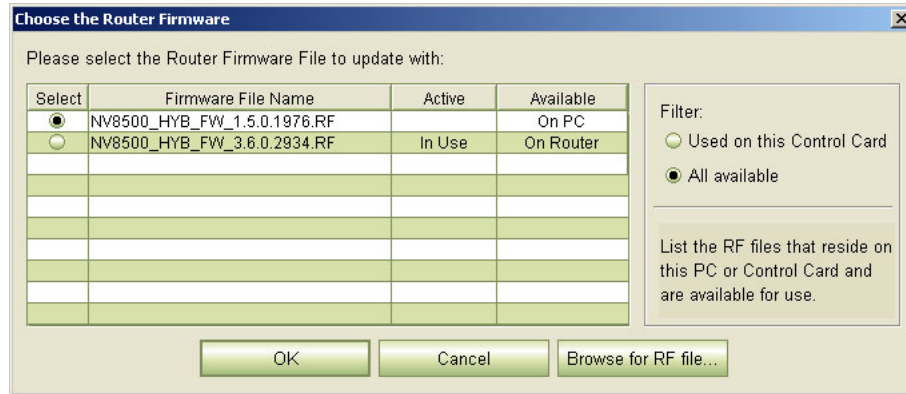 Choose the Router Firmware
Please select the Router Firmware File to update with:
Select Firmware File Name Active Available
NV8500_HYB_FW_1.5.0.1976.RF On PC
NV8500_HYB_FW_3.6.0.2934.RF In Use On Router
Filter:
Used on this Control Card
All available
List the RF files that reside on
this PC or Control Card and
are available for use.
OK Cancel Browse for RF file...